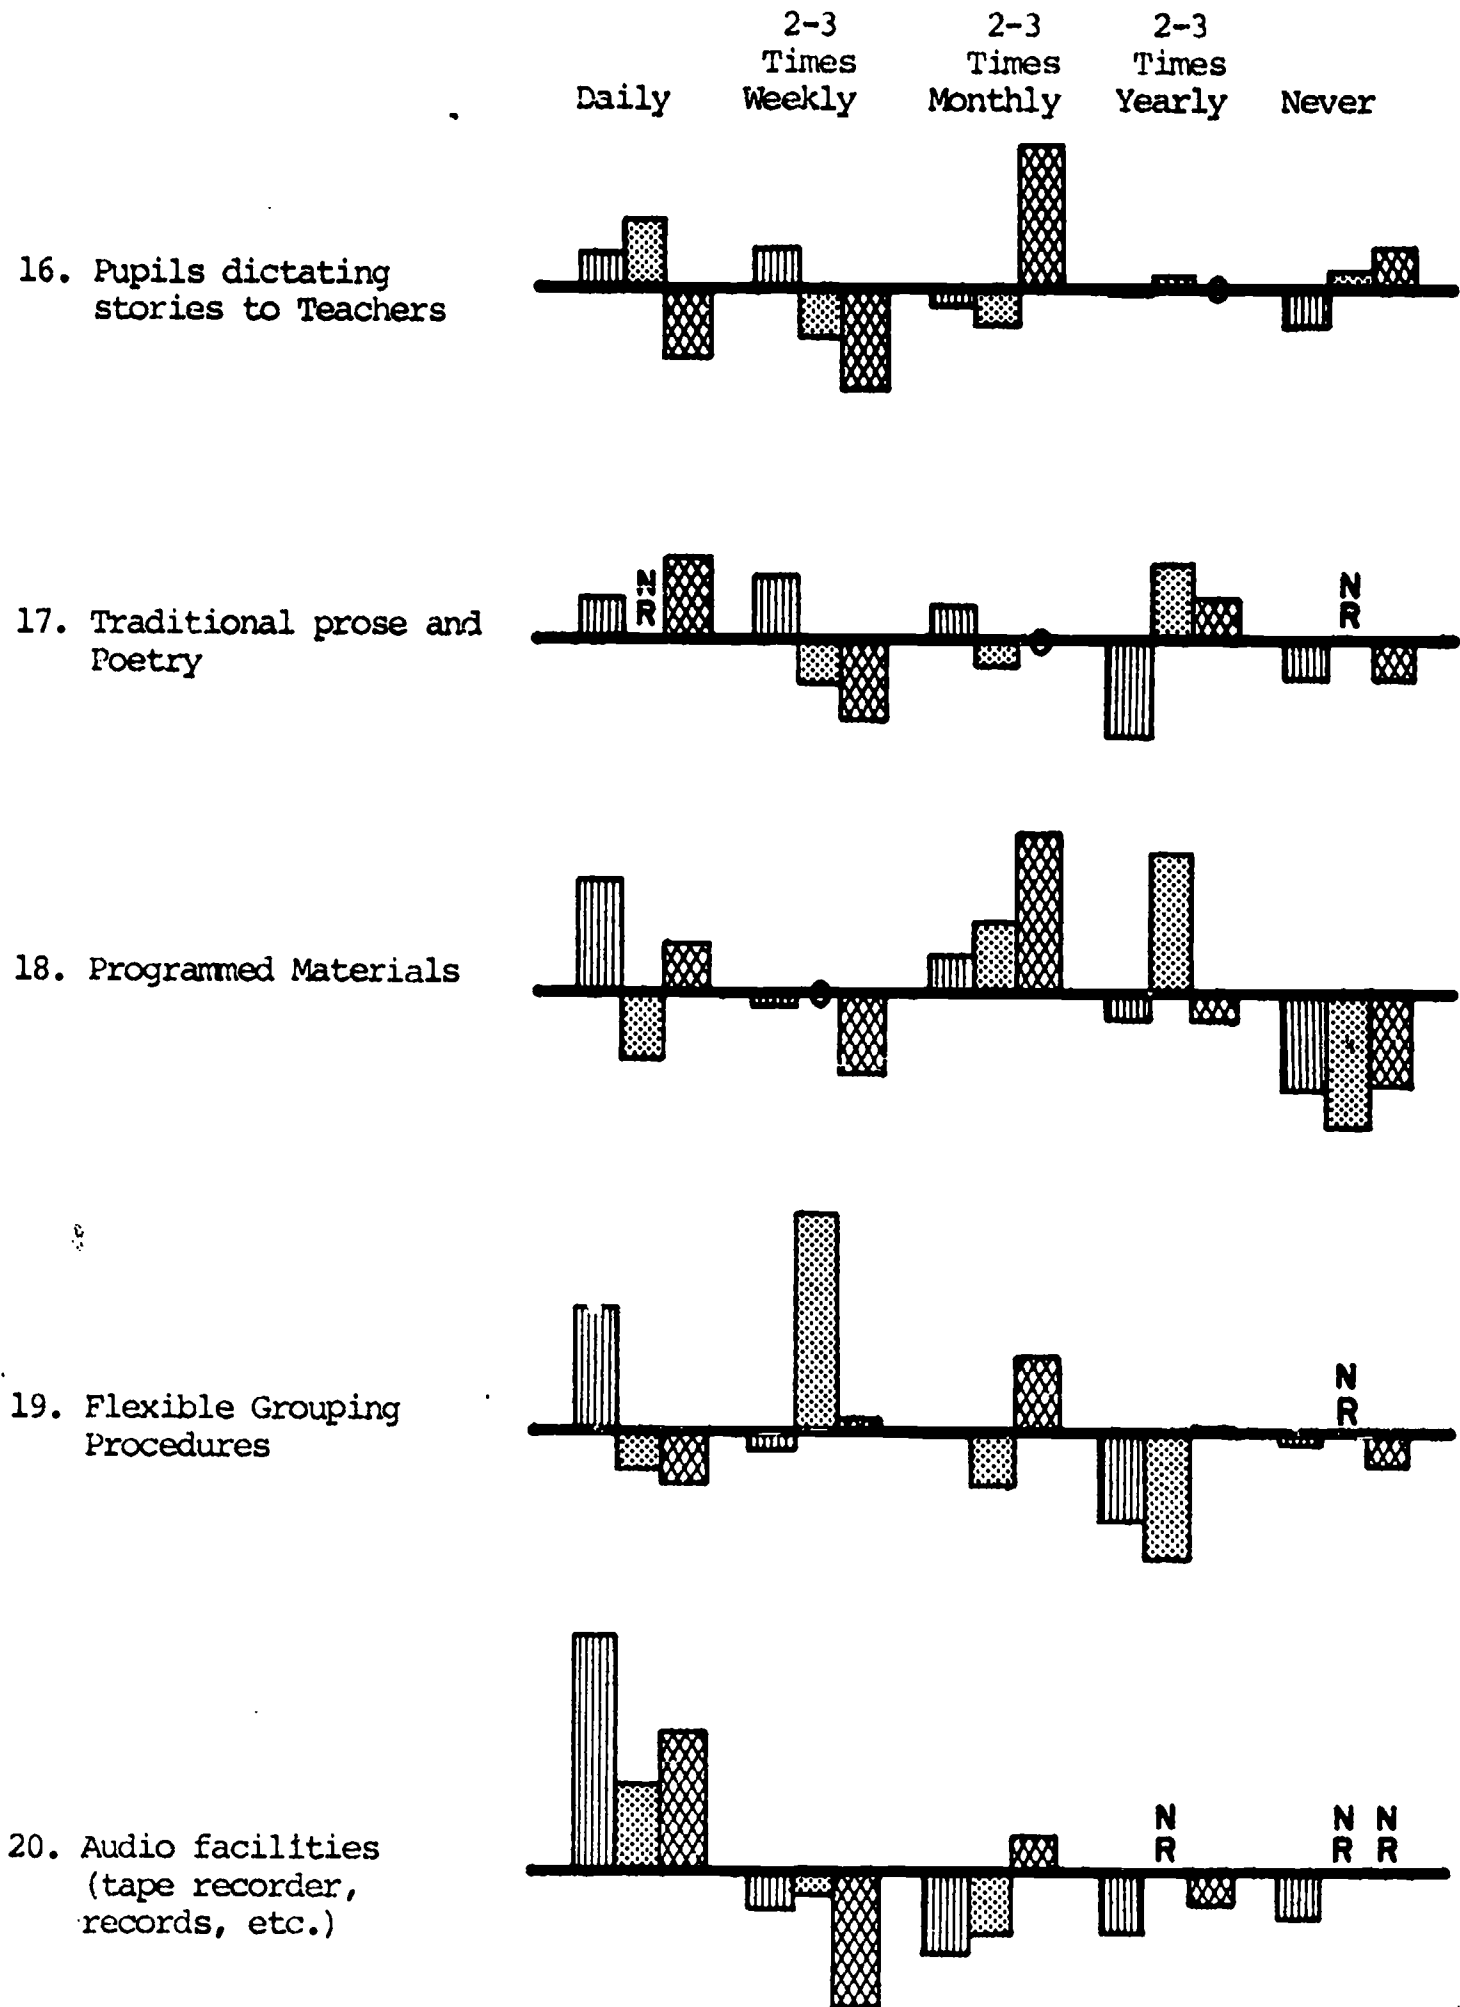 2-3 2-3 2-3
Times Times Times
Daily Weekly Monthly Yearly Never
16. Pupils dictating
stories to Teachers
N
R
N
R
17. Traditional prose and
Poetry
18. Programmed Materials
N
R
19. Flexible Grouping
Procedures
N N N
R R R
20. Audio facilities
(tape recorder,
records, etc.)